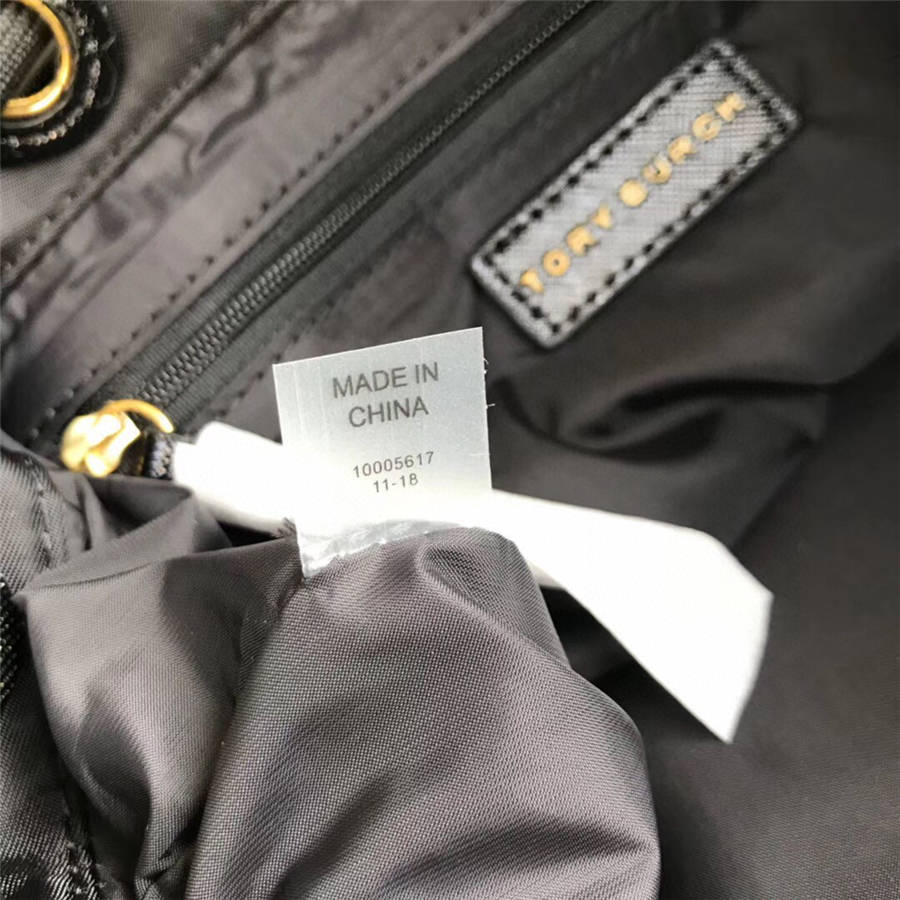 TORY BURCH
MADE IN
CHINA
10005617
11-18